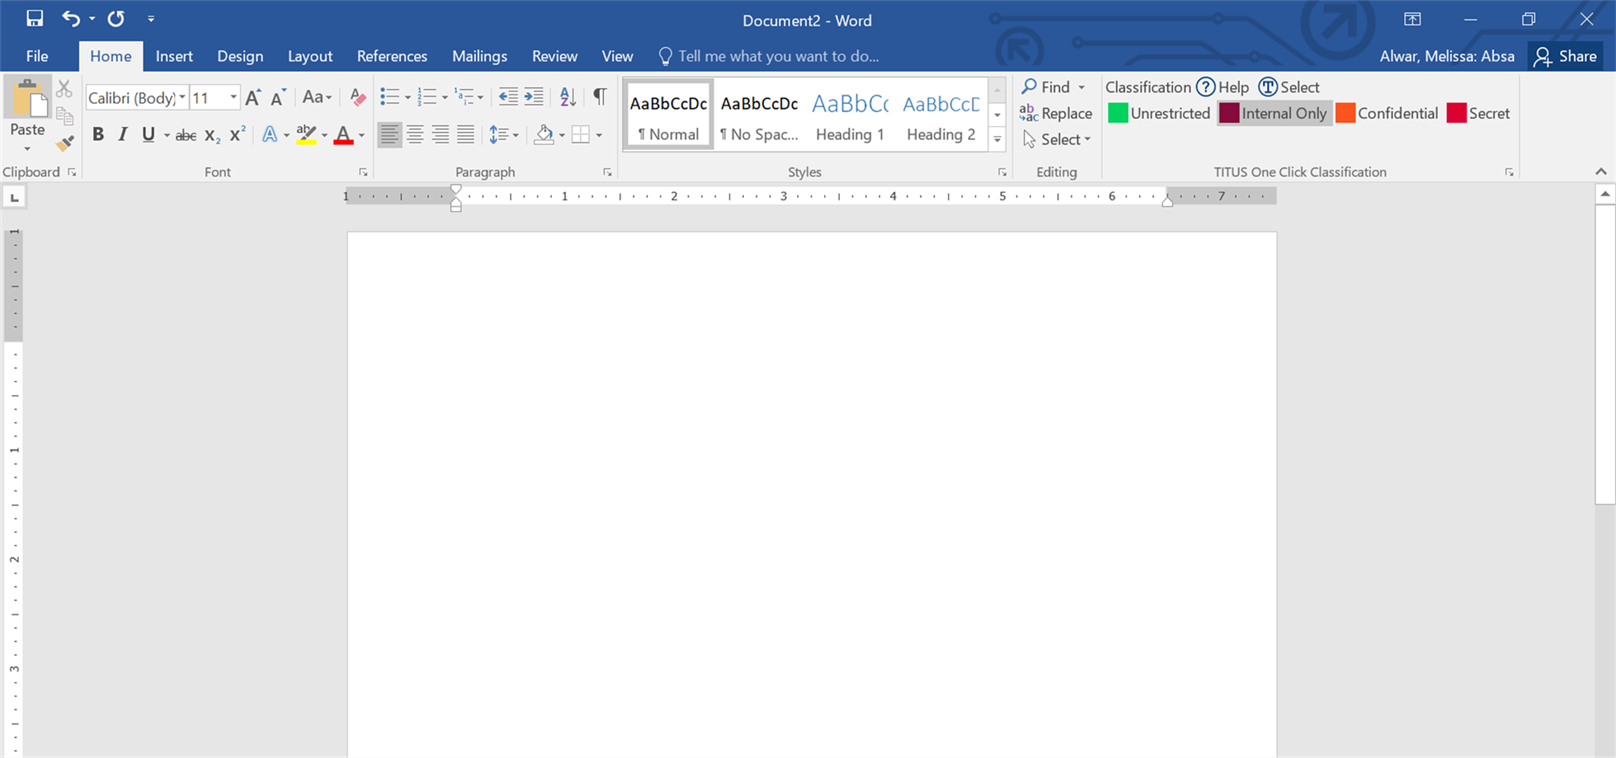 Document2 - Word
File Home Insert Design Layout References Mailings Review View Tell me what you want to do... Alwar, Melissa: Absa Share
Calibri (Body) 11 A A Aa AaBbCcDc AaBbCcDc AaBbCc AaBbCcD Find Classification Help Select
Paste B I U abc X2 X2 A ab A ¶ Normal ¶ No Spac... Heading 1 Heading 2 Replace Unrestricted Internal Only Confidential Secret
Select
Clipboard Font Paragraph Styles Editing TITUS One Click Classification
1 1 2 3 4 5 6 7
1
1
2
3